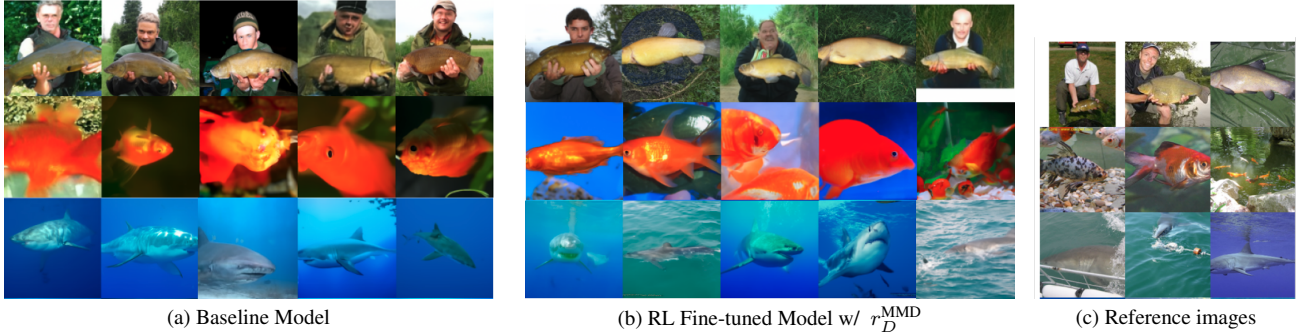 (a) Baseline Model
(b) RL Fine-tuned Model w/ $r_D^{\text{MMD}}$
(c) Reference images